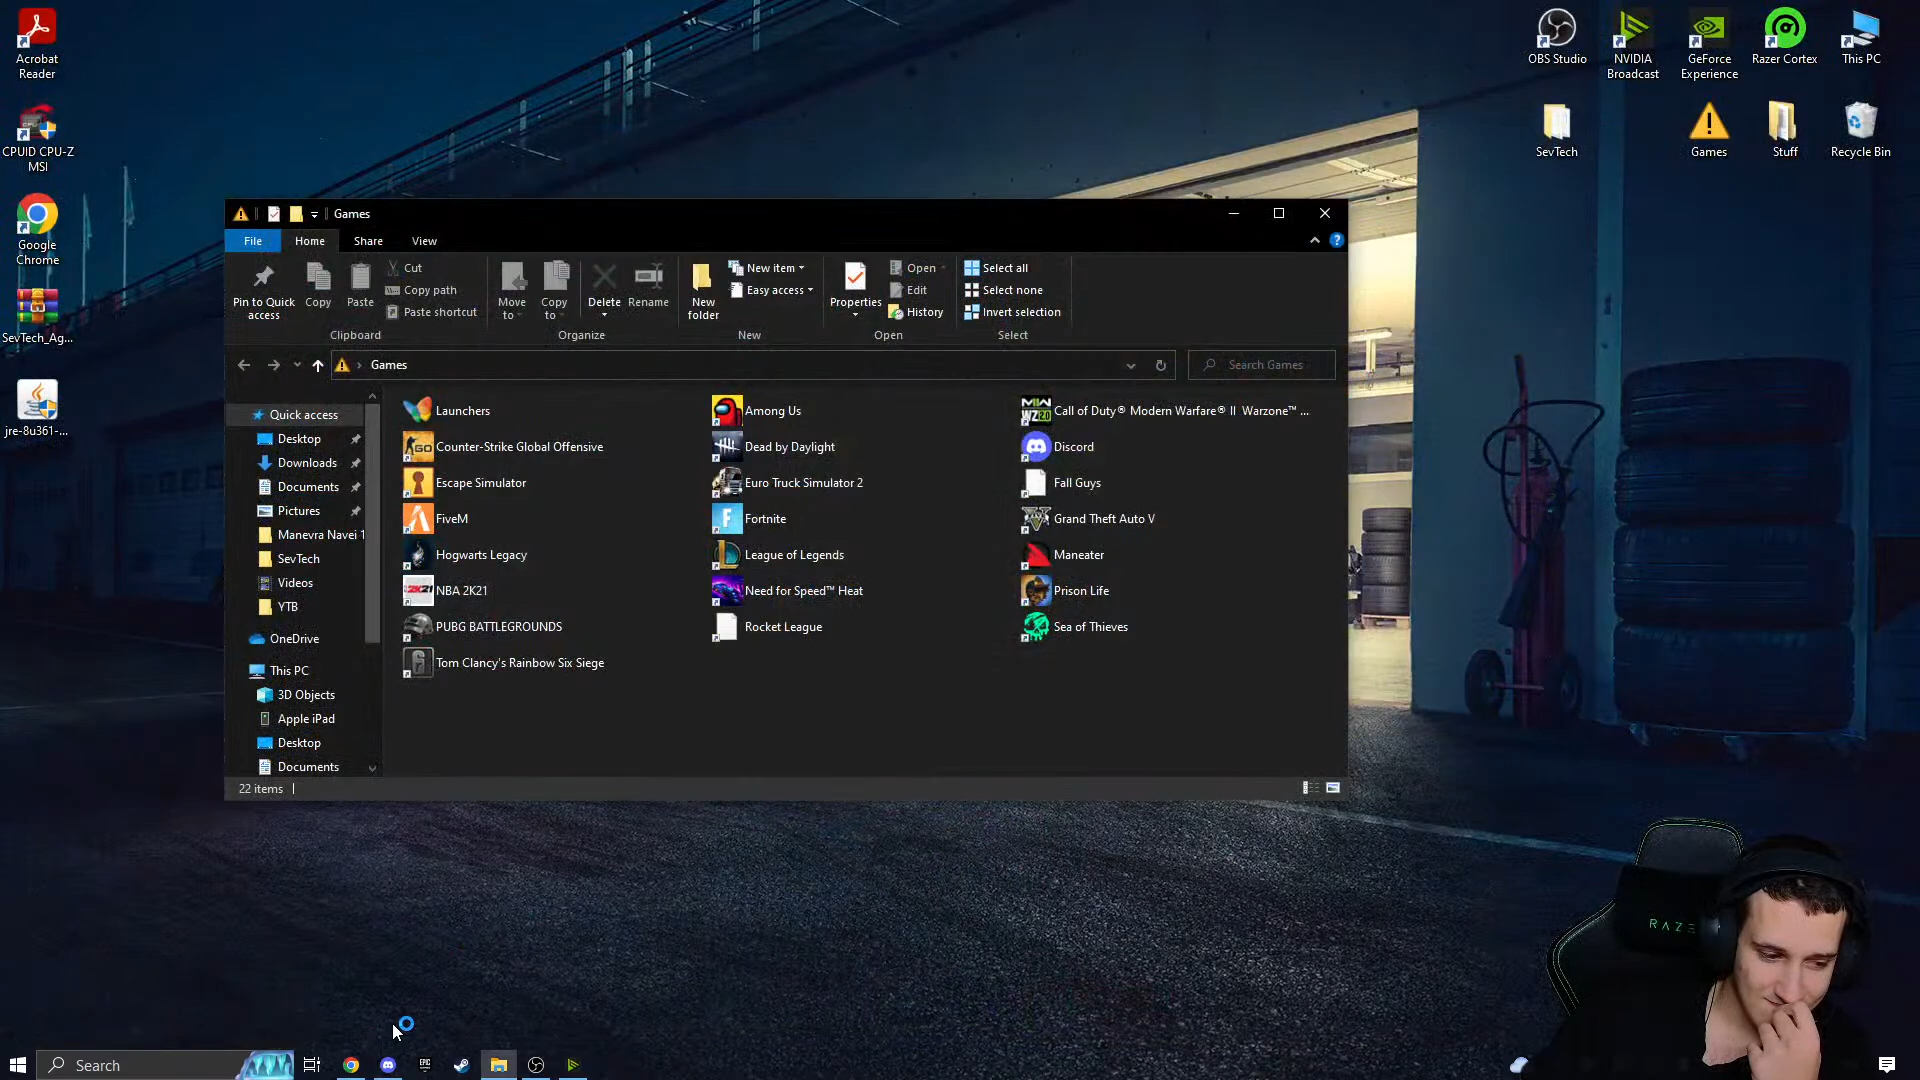 Acrobat
Reader
CPUID CPU-Z
MSI
Google
Chrome
SevTech_Ag...
jre-8u361-...
OBS Studio
NVIDIA
Broadcast
GeForce
Experience
Razer Cortex
This PC
SevTech
Games
Stuff
Recycle Bin
Games
File
Home
Share
View
Pin to Quick
access
Copy
Paste
Cut
Copy path
Paste shortcut
Clipboard
Move
to
Copy
to
Delete
Rename
Organize
New
folder
New item
Easy access
New
Properties
Open
Edit
History
Open
Select all
Select none
Invert selection
Select
Games
Search Games
Quick access
Desktop
Downloads
Documents
Pictures
Manevra Navei 1
SevTech
Videos
YTB
OneDrive
This PC
3D Objects
Apple iPad
Desktop
Documents
Launchers
Among Us
Call of Duty® Modern Warfare® II Warzone™ ...
Counter-Strike Global Offensive
Dead by Daylight
Discord
Escape Simulator
Euro Truck Simulator 2
Fall Guys
FiveM
Fortnite
Grand Theft Auto V
Hogwarts Legacy
League of Legends
Maneater
NBA 2K21
Need for Speed™ Heat
Prison Life
PUBG BATTLEGROUNDS
Rocket League
Sea of Thieves
Tom Clancy's Rainbow Six Siege
22 items
RAZE
Search